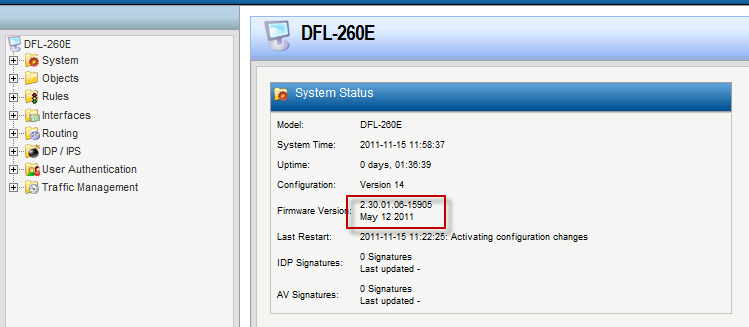 DFL-260E
System
Objects
Rules
Interfaces
Routing
IDP / IPS
User Authentication
Traffic Management
DFL-260E
System Status
Model: DFL-260E
System Time: 2011-11-15 11:58:37
Uptime: 0 days, 01:36:39
Configuration: Version 14
Firmware Version: 2.30.01.06-15905
May 12 2011
Last Restart: 2011-11-15 11:22:25: Activating configuration changes
IDP Signatures: 0 Signatures
Last updated -
AV Signatures: 0 Signatures
Last updated -